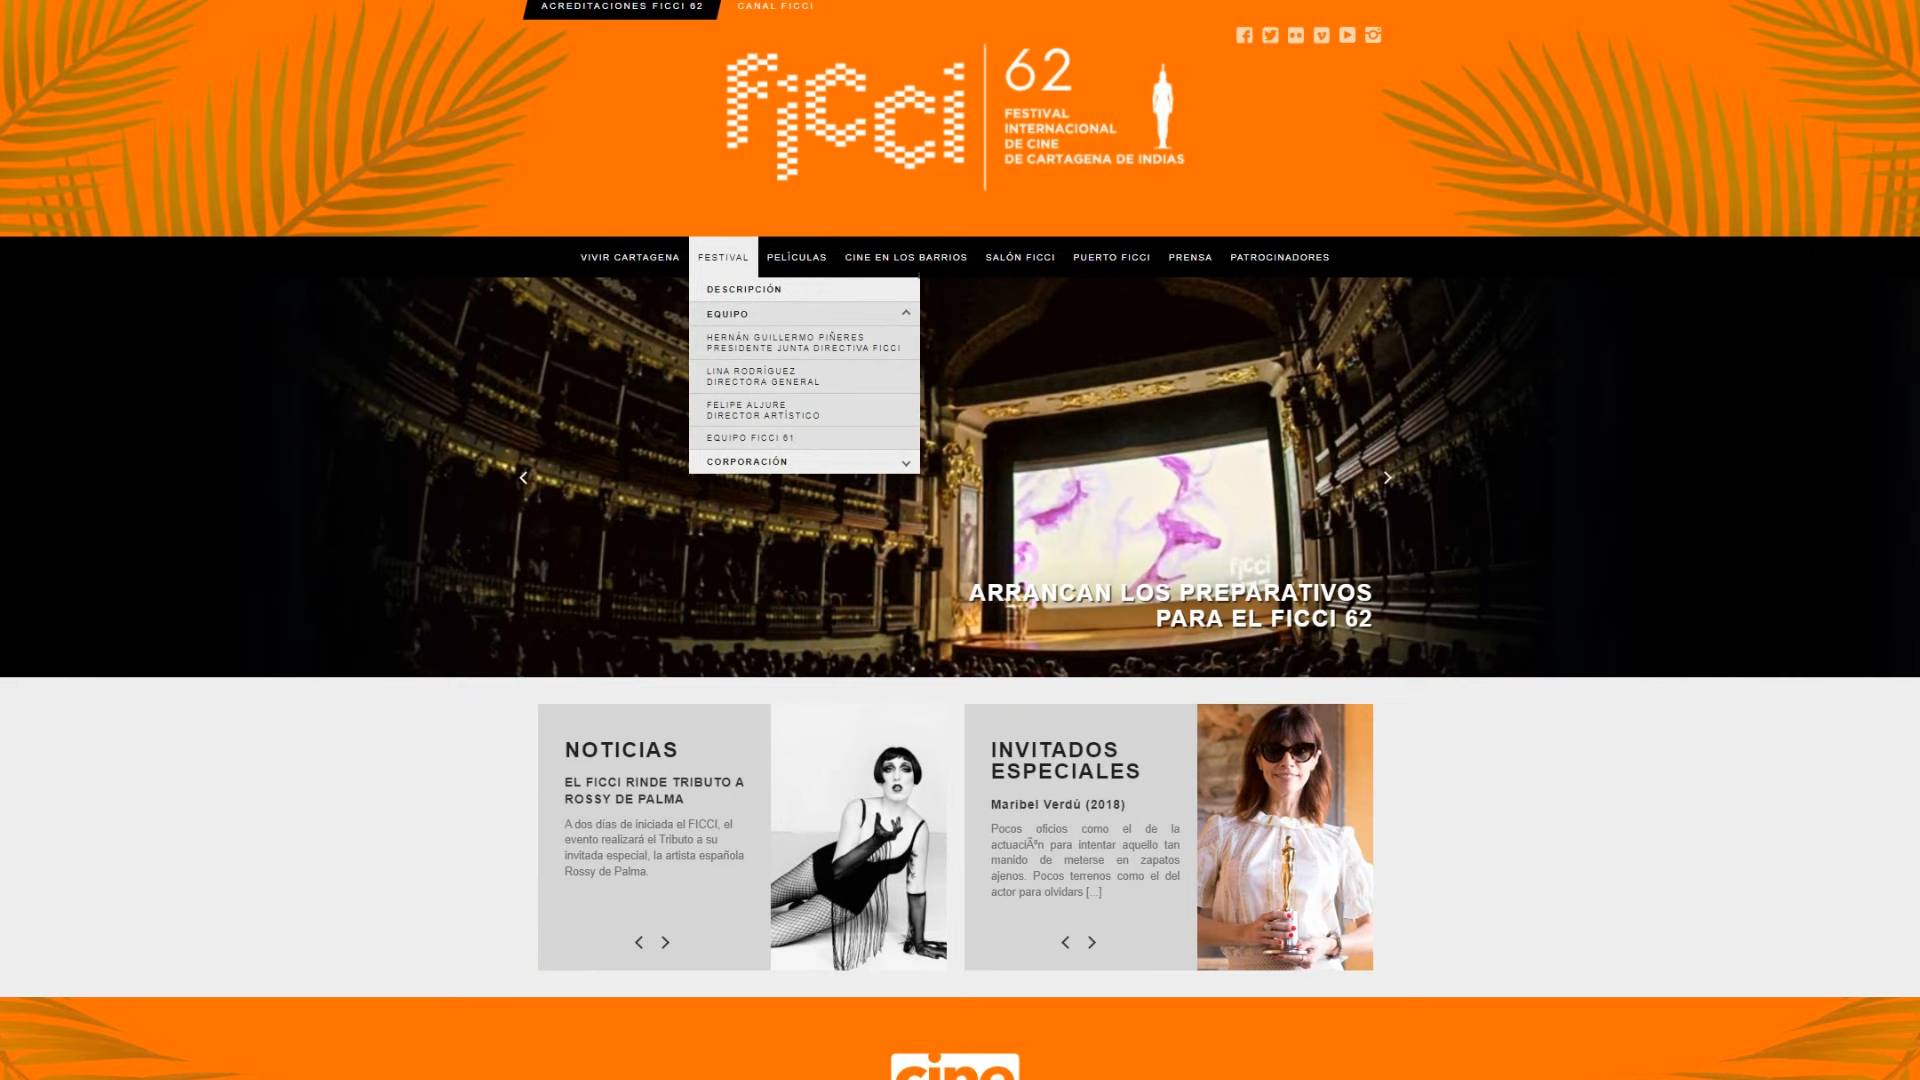 ACREDITACIONES FICCI 62
CANAL FICCI
ficci
62
FESTIVAL
INTERNACIONAL
DE CINE
DE CARTAGENA DE INDIAS
VIVIR CARTAGENA
FESTIVAL
PELÍCULAS
CINE EN LOS BARRIOS
SALÓN FICCI
PUERTO FICCI
PRENSA
PATROCINADORES
DESCRIPCIÓN
EQUIPO
HERNÁN GUILLERMO PIÑERES
PRESIDENTE JUNTA DIRECTIVA FICCI
LINA RODRÍGUEZ
DIRECTORA GENERAL
FELIPE ALJURE
DIRECTOR ARTÍSTICO
EQUIPO FICCI 61
CORPORACIÓN
ficci
ARRANCAN LOS PREPARATIVOS
PARA EL FICCI 62
NOTICIAS
EL FICCI RINDE TRIBUTO A
ROSSY DE PALMA
A dos días de iniciada el FICCI, el
evento realizará el Tributo a su
invitada especial, la artista española
Rossy de Palma.
INVITADOS
ESPECIALES
Maribel Verdú (2018)
Pocos oficios como el de la
actuaciÃ³n para intentar aquello tan
manido de meterse en zapatos
ajenos. Pocos terrenos como el del
actor para olvidars [...]
cine